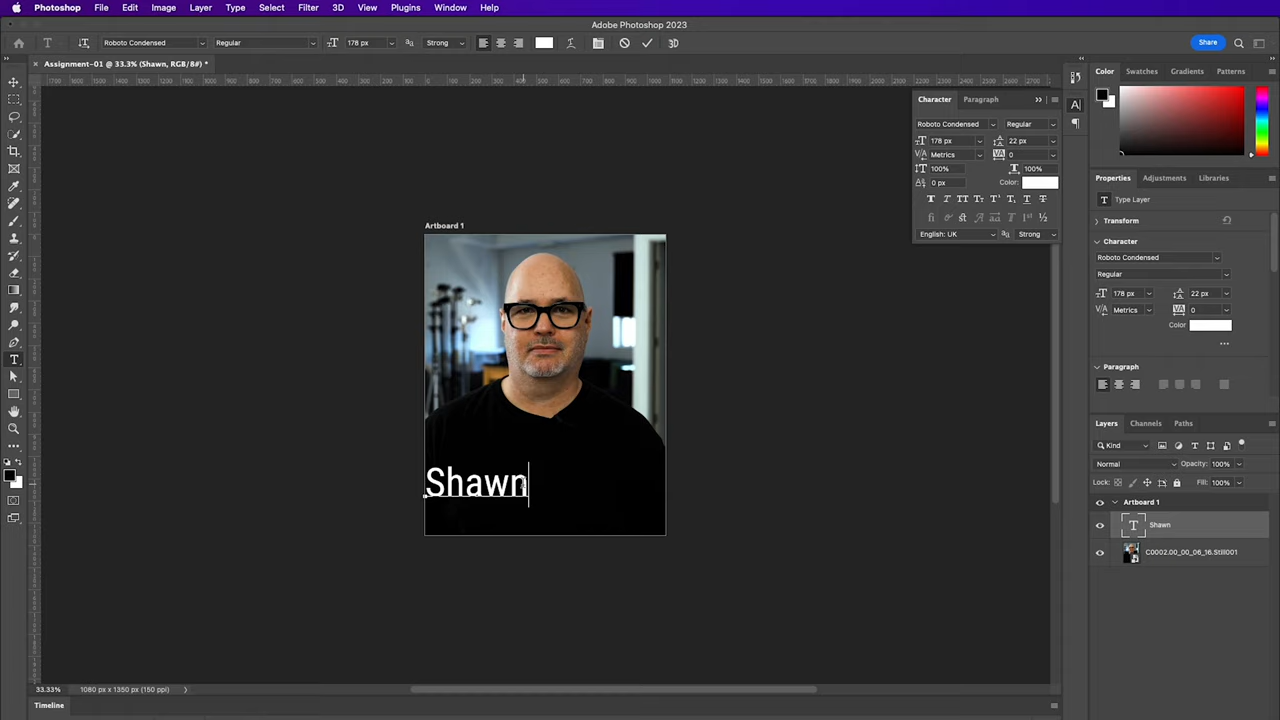 Photoshop File Edit Image Layer Type Select Filter 3D View Plugins Window Help
Adobe Photoshop 2023
Roboto Condensed Regular 178 px Strong Share
Assignment-01 @ 33.3% (Shawn, RGB/8#) *
Color Swatches Gradients Patterns
Character Paragraph
Roboto Condensed Regular
178 px 22 px
Metrics 0
100% 100%
0 px Color:
English: UK Strong
Properties Adjustments Libraries
Type Layer
Transform
Character
Roboto Condensed
Regular
178 px 22 px
Metrics 0
Color
Paragraph
Artboard 1
Shawn
Layers Channels Paths
Kind
Normal Opacity: 100%
Lock: Fill: 100%
Artboard 1
Shawn
C0002.00_00_06_16.Still001
33.33% 1080 px x 1350 px (150 ppi)
Timeline